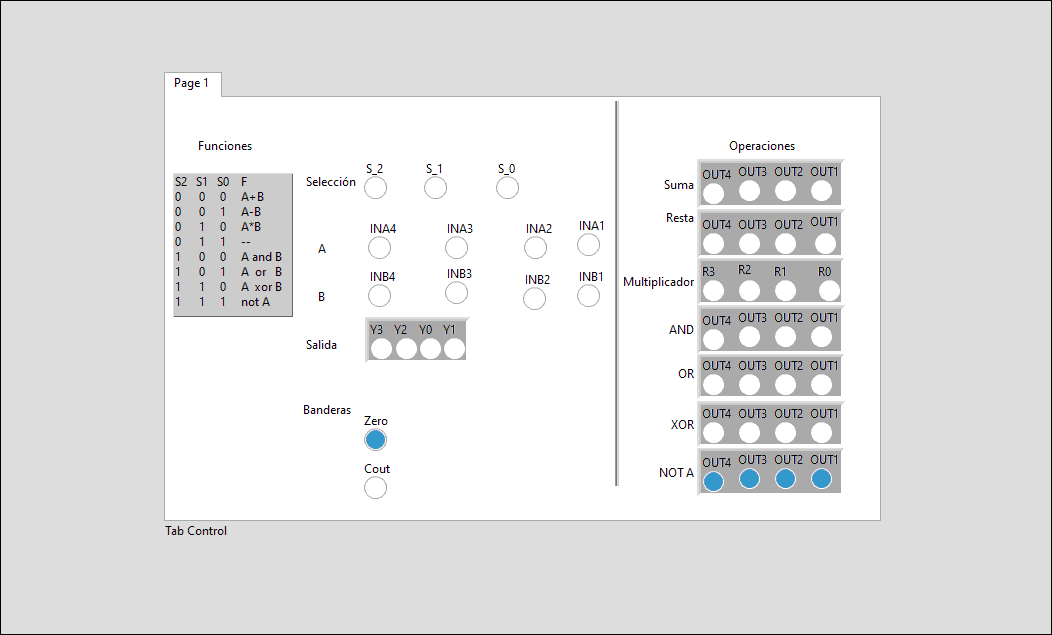 Page 1
Funciones
S2 S1 S0 F
0 0 0 A+B
0 0 1 A-B
0 1 0 A*B
0 1 1 --
1 0 0 A and B
1 0 1 A or B
1 1 0 A xor B
1 1 1 not A
Selección S_2 S_1 S_0
A INA4 INA3 INA2 INA1
B INB4 INB3 INB2 INB1
Salida Y3 Y2 Y0 Y1
Banderas
Zero
Cout
Operaciones
Suma OUT4 OUT3 OUT2 OUT1
Resta OUT4 OUT3 OUT2 OUT1
Multiplicador R3 R2 R1 R0
AND OUT4 OUT3 OUT2 OUT1
OR OUT4 OUT3 OUT2 OUT1
XOR OUT4 OUT3 OUT2 OUT1
NOT A OUT4 OUT3 OUT2 OUT1
Tab Control